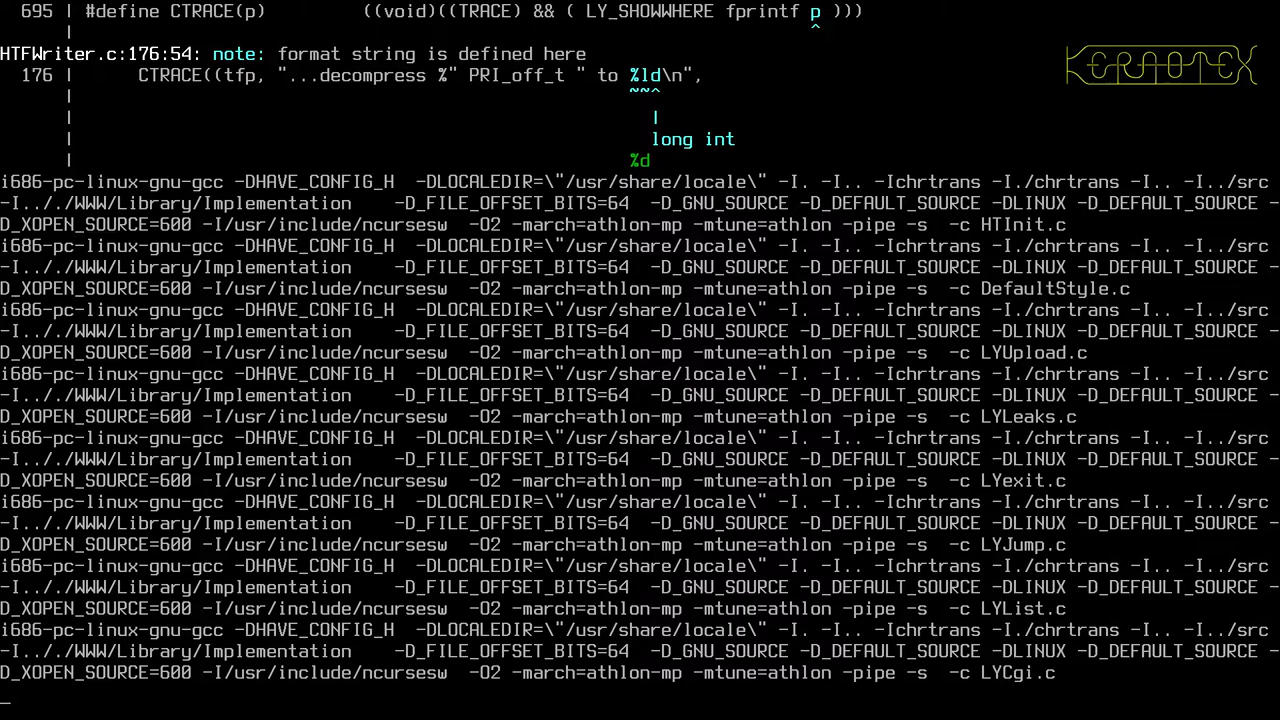 695 | #define CTRACE(p)         ((void)((TRACE) && ( LY_SHOWWHERE fprintf p )))
|                                                                      ^
HTFWriter.c:176:54: note: format string is defined here
KERAOTEX
176 |      CTRACE((tfp, "...decompress %" PRI_off_t " to %ld\n",
|                                                     ~~^
|                                                       |
|                                                       long int
|                                                     %d
i686-pc-linux-gnu-gcc -DHAVE_CONFIG_H  -DLOCALEDIR=\"/usr/share/locale\" -I. -I.. -Ichrtrans -I./chrtrans -I.. -I../src
-I.././WWW/Library/Implementation    -D_FILE_OFFSET_BITS=64  -D_GNU_SOURCE -D_DEFAULT_SOURCE -DLINUX -D_DEFAULT_SOURCE -
D_XOPEN_SOURCE=600 -I/usr/include/ncursesw  -O2 -march=athlon-mp -mtune=athlon -pipe -s  -c HTInit.c
i686-pc-linux-gnu-gcc -DHAVE_CONFIG_H  -DLOCALEDIR=\"/usr/share/locale\" -I. -I.. -Ichrtrans -I./chrtrans -I.. -I../src
-I.././WWW/Library/Implementation    -D_FILE_OFFSET_BITS=64  -D_GNU_SOURCE -D_DEFAULT_SOURCE -DLINUX -D_DEFAULT_SOURCE -
D_XOPEN_SOURCE=600 -I/usr/include/ncursesw  -O2 -march=athlon-mp -mtune=athlon -pipe -s  -c DefaultStyle.c
i686-pc-linux-gnu-gcc -DHAVE_CONFIG_H  -DLOCALEDIR=\"/usr/share/locale\" -I. -I.. -Ichrtrans -I./chrtrans -I.. -I../src
-I.././WWW/Library/Implementation    -D_FILE_OFFSET_BITS=64  -D_GNU_SOURCE -D_DEFAULT_SOURCE -DLINUX -D_DEFAULT_SOURCE -
D_XOPEN_SOURCE=600 -I/usr/include/ncursesw  -O2 -march=athlon-mp -mtune=athlon -pipe -s  -c LYUpload.c
i686-pc-linux-gnu-gcc -DHAVE_CONFIG_H  -DLOCALEDIR=\"/usr/share/locale\" -I. -I.. -Ichrtrans -I./chrtrans -I.. -I../src
-I.././WWW/Library/Implementation    -D_FILE_OFFSET_BITS=64  -D_GNU_SOURCE -D_DEFAULT_SOURCE -DLINUX -D_DEFAULT_SOURCE -
D_XOPEN_SOURCE=600 -I/usr/include/ncursesw  -O2 -march=athlon-mp -mtune=athlon -pipe -s  -c LYLeaks.c
i686-pc-linux-gnu-gcc -DHAVE_CONFIG_H  -DLOCALEDIR=\"/usr/share/locale\" -I. -I.. -Ichrtrans -I./chrtrans -I.. -I../src
-I.././WWW/Library/Implementation    -D_FILE_OFFSET_BITS=64  -D_GNU_SOURCE -D_DEFAULT_SOURCE -DLINUX -D_DEFAULT_SOURCE -
D_XOPEN_SOURCE=600 -I/usr/include/ncursesw  -O2 -march=athlon-mp -mtune=athlon -pipe -s  -c LYexit.c
i686-pc-linux-gnu-gcc -DHAVE_CONFIG_H  -DLOCALEDIR=\"/usr/share/locale\" -I. -I.. -Ichrtrans -I./chrtrans -I.. -I../src
-I.././WWW/Library/Implementation    -D_FILE_OFFSET_BITS=64  -D_GNU_SOURCE -D_DEFAULT_SOURCE -DLINUX -D_DEFAULT_SOURCE -
D_XOPEN_SOURCE=600 -I/usr/include/ncursesw  -O2 -march=athlon-mp -mtune=athlon -pipe -s  -c LYJump.c
i686-pc-linux-gnu-gcc -DHAVE_CONFIG_H  -DLOCALEDIR=\"/usr/share/locale\" -I. -I.. -Ichrtrans -I./chrtrans -I.. -I../src
-I.././WWW/Library/Implementation    -D_FILE_OFFSET_BITS=64  -D_GNU_SOURCE -D_DEFAULT_SOURCE -DLINUX -D_DEFAULT_SOURCE -
D_XOPEN_SOURCE=600 -I/usr/include/ncursesw  -O2 -march=athlon-mp -mtune=athlon -pipe -s  -c LYList.c
i686-pc-linux-gnu-gcc -DHAVE_CONFIG_H  -DLOCALEDIR=\"/usr/share/locale\" -I. -I.. -Ichrtrans -I./chrtrans -I.. -I../src
-I.././WWW/Library/Implementation    -D_FILE_OFFSET_BITS=64  -D_GNU_SOURCE -D_DEFAULT_SOURCE -DLINUX -D_DEFAULT_SOURCE -
D_XOPEN_SOURCE=600 -I/usr/include/ncursesw  -O2 -march=athlon-mp -mtune=athlon -pipe -s  -c LYCgi.c